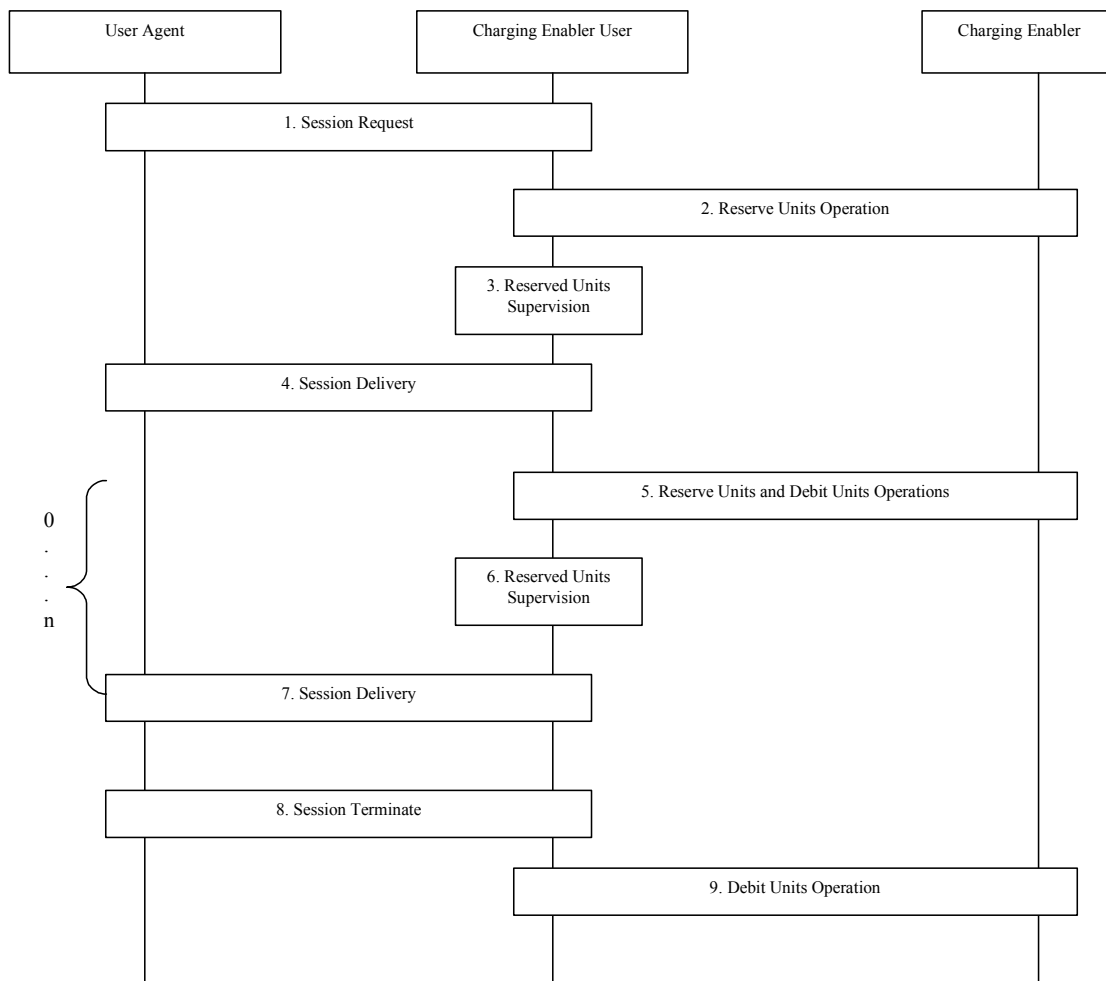 User Agent
Charging Enabler User
Charging Enabler
1. Session Request
2. Reserve Units Operation
3. Reserved Units
Supervision
4. Session Delivery
5. Reserve Units and Debit Units Operations
0
.
.
.
n
6. Reserved Units
Supervision
7. Session Delivery
8. Session Terminate
9. Debit Units Operation